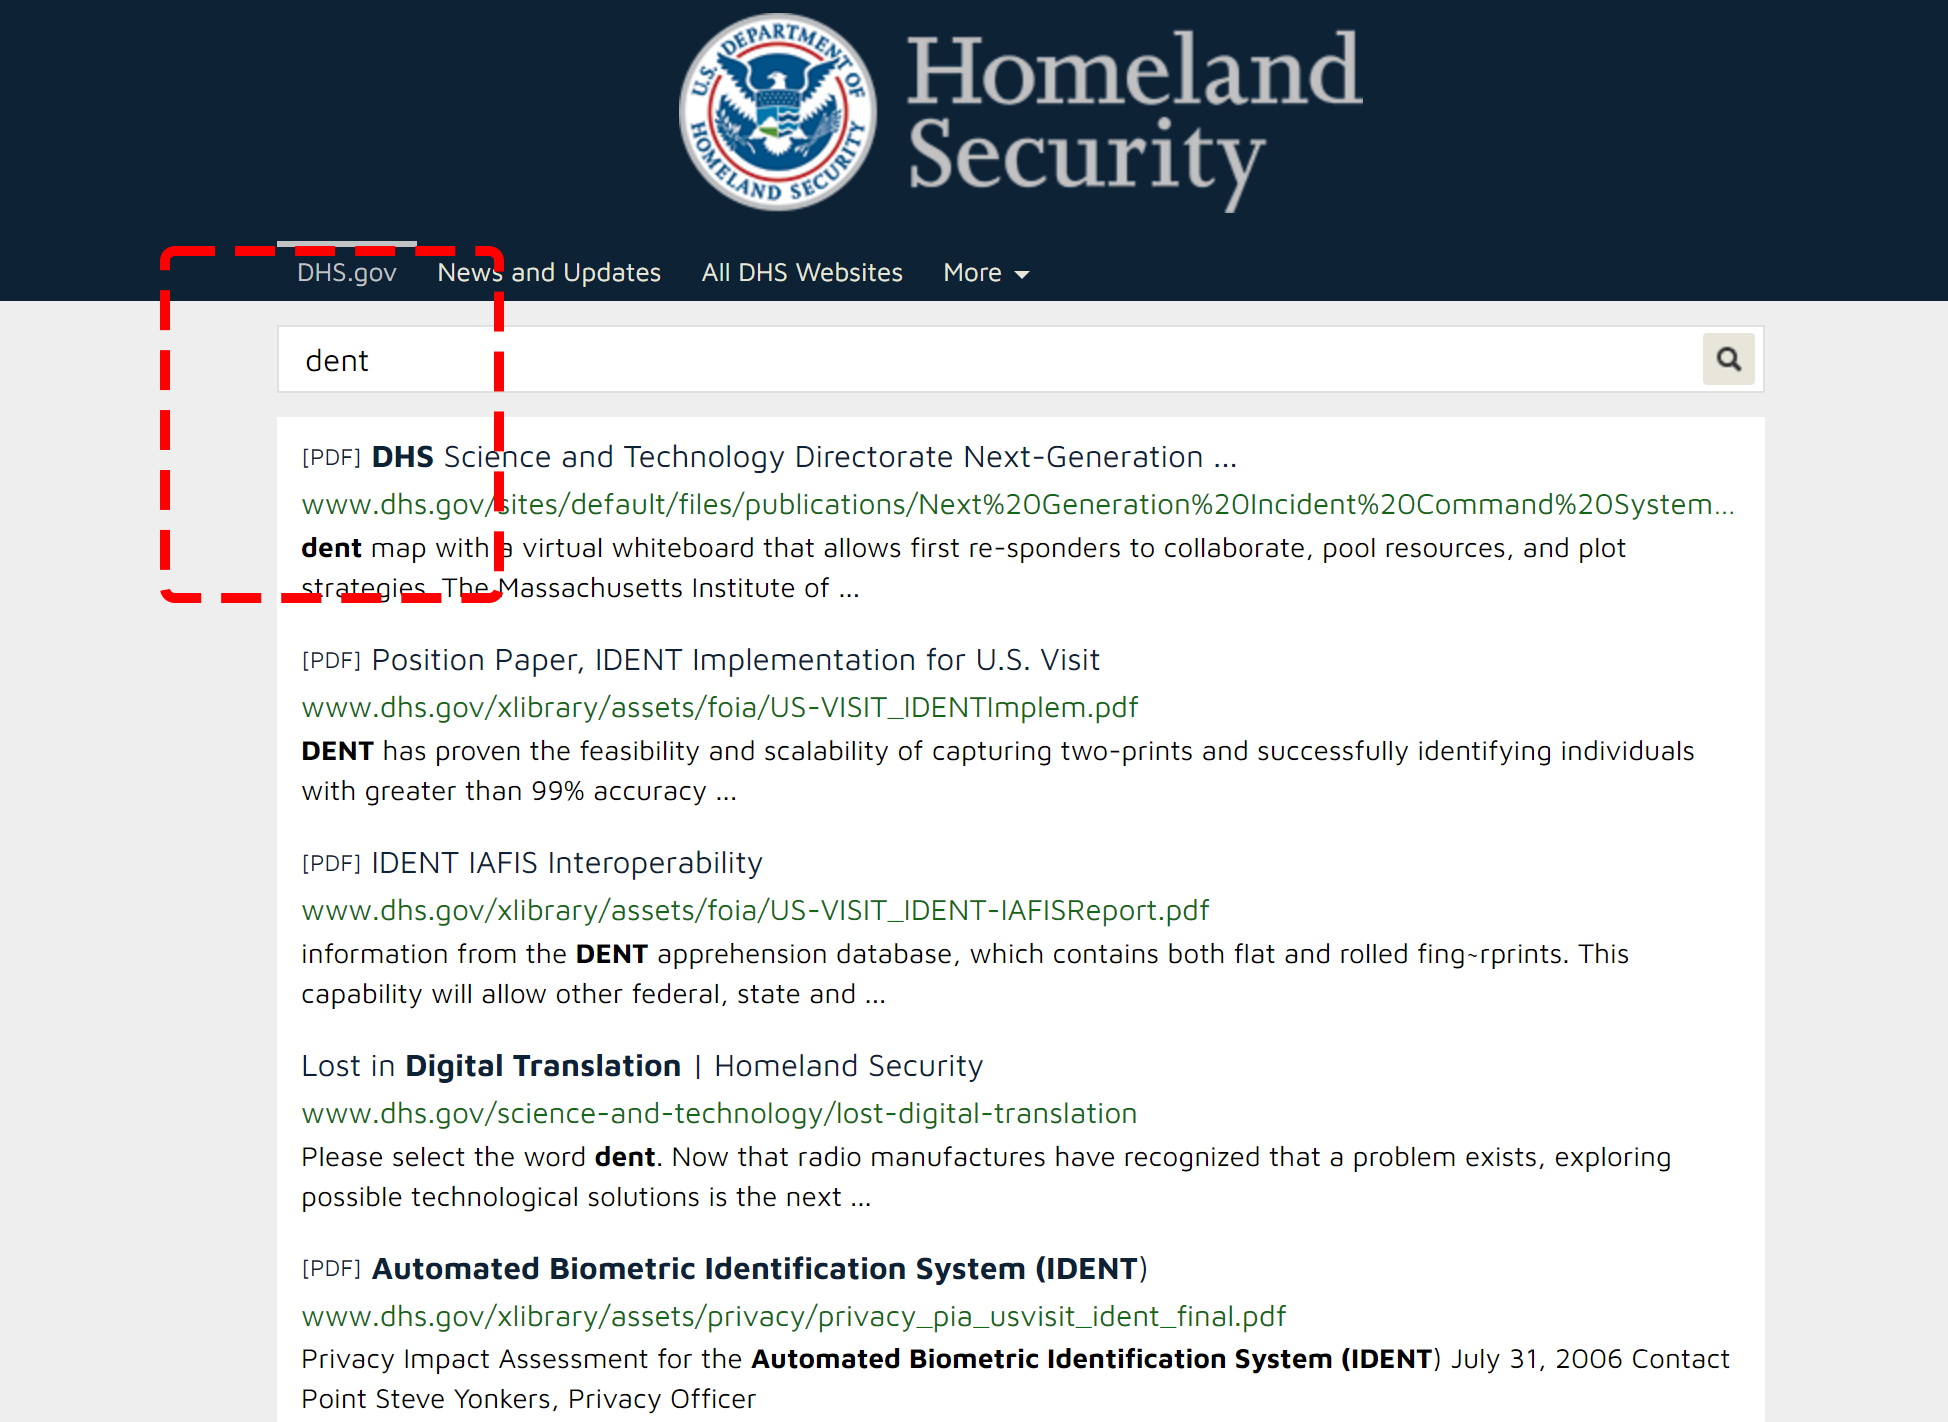 U.S. DEPARTMENT OF HOMELAND SECURITY
Homeland
Security
DHS.gov News and Updates All DHS Websites More
dent
[PDF] DHS Science and Technology Directorate Next-Generation ...
www.dhs.gov/sites/default/files/publications/Next%20Generation%20Incident%20Command%20System...
dent map with a virtual whiteboard that allows first re-sponders to collaborate, pool resources, and plot
strategies. The Massachusetts Institute of ...
[PDF] Position Paper, IDENT Implementation for U.S. Visit
www.dhs.gov/xlibrary/assets/foia/US-VISIT_IDENTImplem.pdf
DENT has proven the feasibility and scalability of capturing two-prints and successfully identifying individuals
with greater than 99% accuracy ...
[PDF] IDENT IAFIS Interoperability
www.dhs.gov/xlibrary/assets/foia/US-VISIT_IDENT-IAFISReport.pdf
information from the DENT apprehension database, which contains both flat and rolled fing~rprints. This
capability will allow other federal, state and ...
Lost in Digital Translation | Homeland Security
www.dhs.gov/science-and-technology/lost-digital-translation
Please select the word dent. Now that radio manufactures have recognized that a problem exists, exploring
possible technological solutions is the next ...
[PDF] Automated Biometric Identification System (IDENT)
www.dhs.gov/xlibrary/assets/privacy/privacy_pia_usvisit_ident_final.pdf
Privacy Impact Assessment for the Automated Biometric Identification System (IDENT) July 31, 2006 Contact
Point Steve Yonkers, Privacy Officer